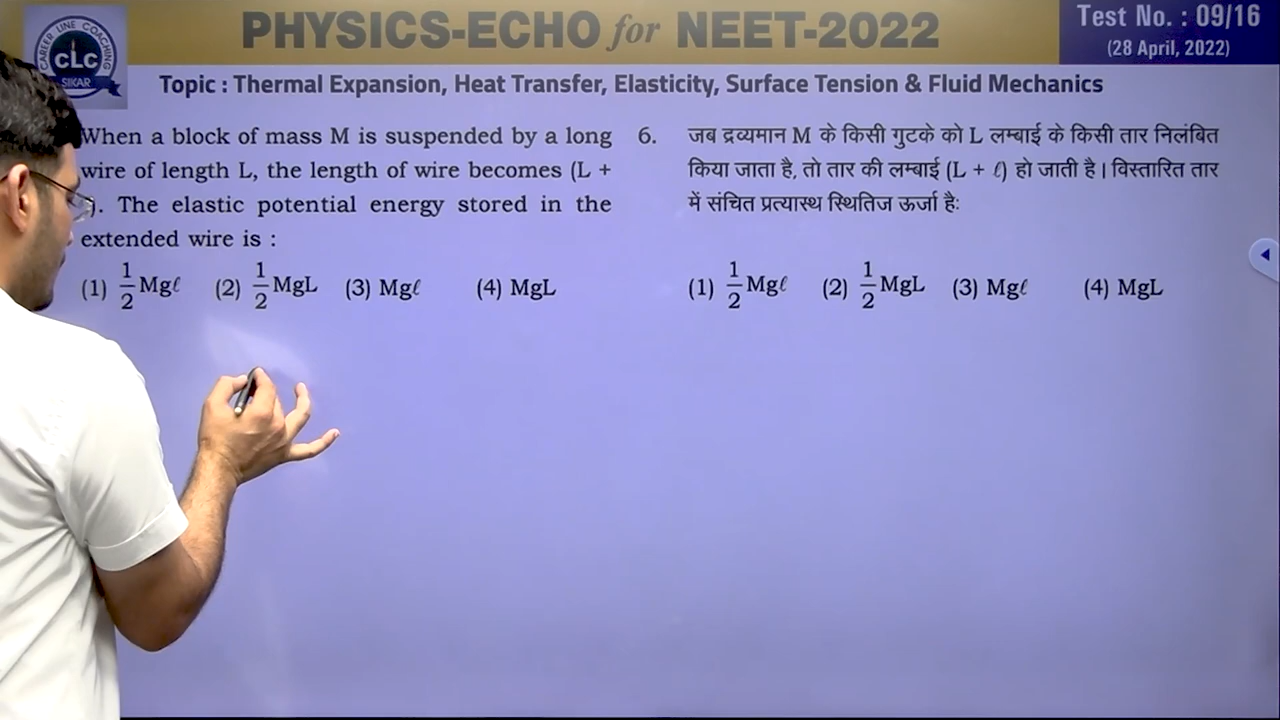 PHYSICS-ECHO for NEET-2022
Test No. : 09/16
(28 April, 2022)
CAREER LINE COACHING
CLC
SIKAR
Topic : Thermal Expansion, Heat Transfer, Elasticity, Surface Tension & Fluid Mechanics
When a block of mass M is suspended by a long
wire of length L, the length of wire becomes (L +
). The elastic potential energy stored in the
extended wire is :
(1) 1/2 Mgℓ (2) 1/2 MgL (3) Mgℓ (4) MgL
6. जब द्रव्यमान M के किसी गुटके को L लम्बाई के किसी तार निलंबित
किया जाता है, तो तार की लम्बाई (L + ℓ) हो जाती है। विस्तारित तार
में संचित प्रत्यास्थ स्थितिज ऊर्जा हैः
(1) 1/2 Mgℓ (2) 1/2 MgL (3) Mgℓ (4) MgL